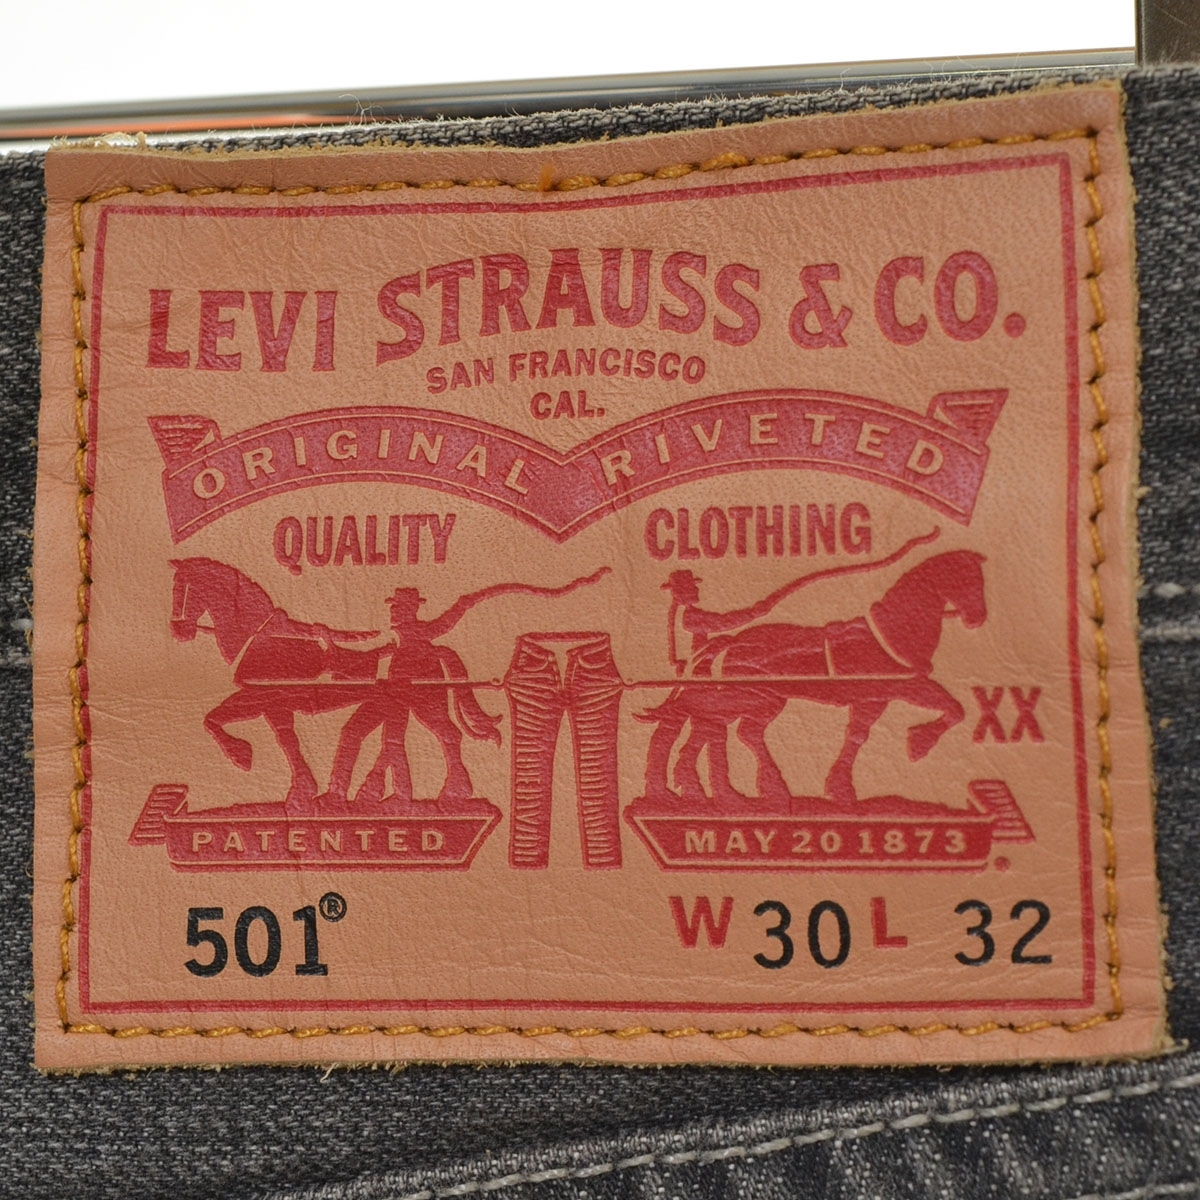 LEVI STRAUSS & CO.
SAN FRANCISCO
CAL.
ORIGINAL RIVETED
QUALITY CLOTHING
XX
PATENTED MAY 20 1873
501® W 30 L 32